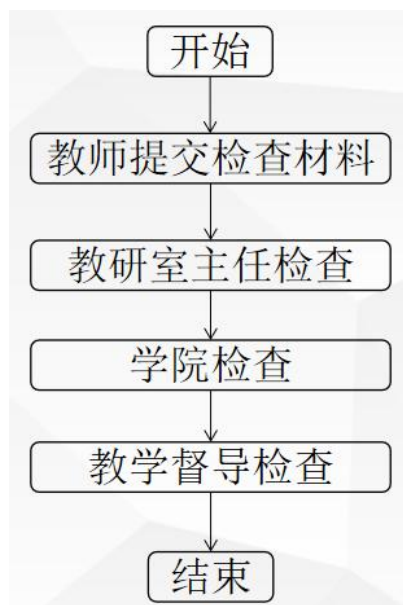 开始
教师提交检查材料
教研室主任检查
学院检查
教学督导检查
结束